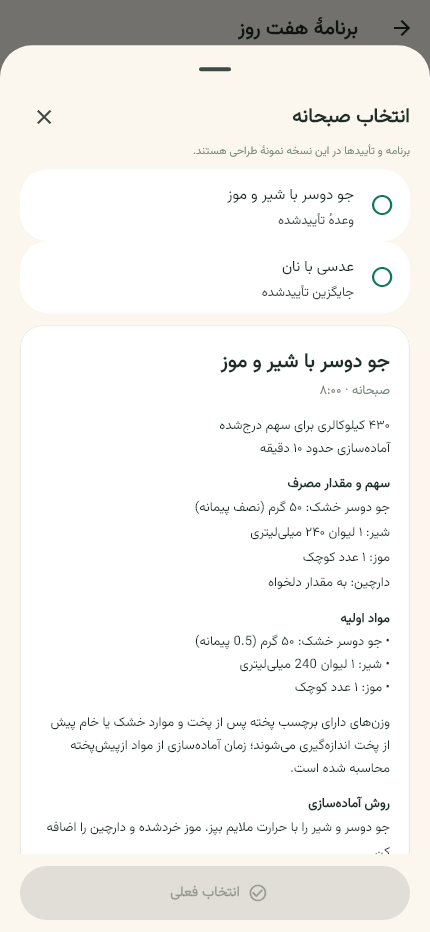 برنامهٔ هفت روز
انتخاب صبحانه
برنامه و تأییدها در این نسخه نمونهٔ طراحی هستند.
جو دوسر با شیر و موز
وعدهٔ تأییدشده
عدسی با نان
جایگزین تأییدشده
جو دوسر با شیر و موز
صبحانه · ۸:۰۰
۴۳۰ کیلوکالری برای سهم درج‌شده
آماده‌سازی حدود ۱۰ دقیقه
سهم و مقدار مصرف
جو دوسر خشک: ۵۰ گرم (نصف پیمانه)
شیر: ۱ لیوان ۲۴۰ میلی‌لیتری
موز: ۱ عدد کوچک
دارچین: به مقدار دلخواه
مواد اولیه
• جو دوسر خشک: ۵۰ گرم (0.5 پیمانه)
• شیر: ۱ لیوان 240 میلی‌لیتری
• موز: ۱ عدد کوچک
وزن‌های دارای برچسب پخته پس از پخت و موارد خشک یا خام پیش
از پخت اندازه‌گیری می‌شوند؛ زمان آماده‌سازی از مواد ازپیش‌پخته
محاسبه شده است.
روش آماده‌سازی
جو دوسر و شیر را با حرارت ملایم بپز. موز خردشده و دارچین را اضافه
کن
انتخاب فعلی